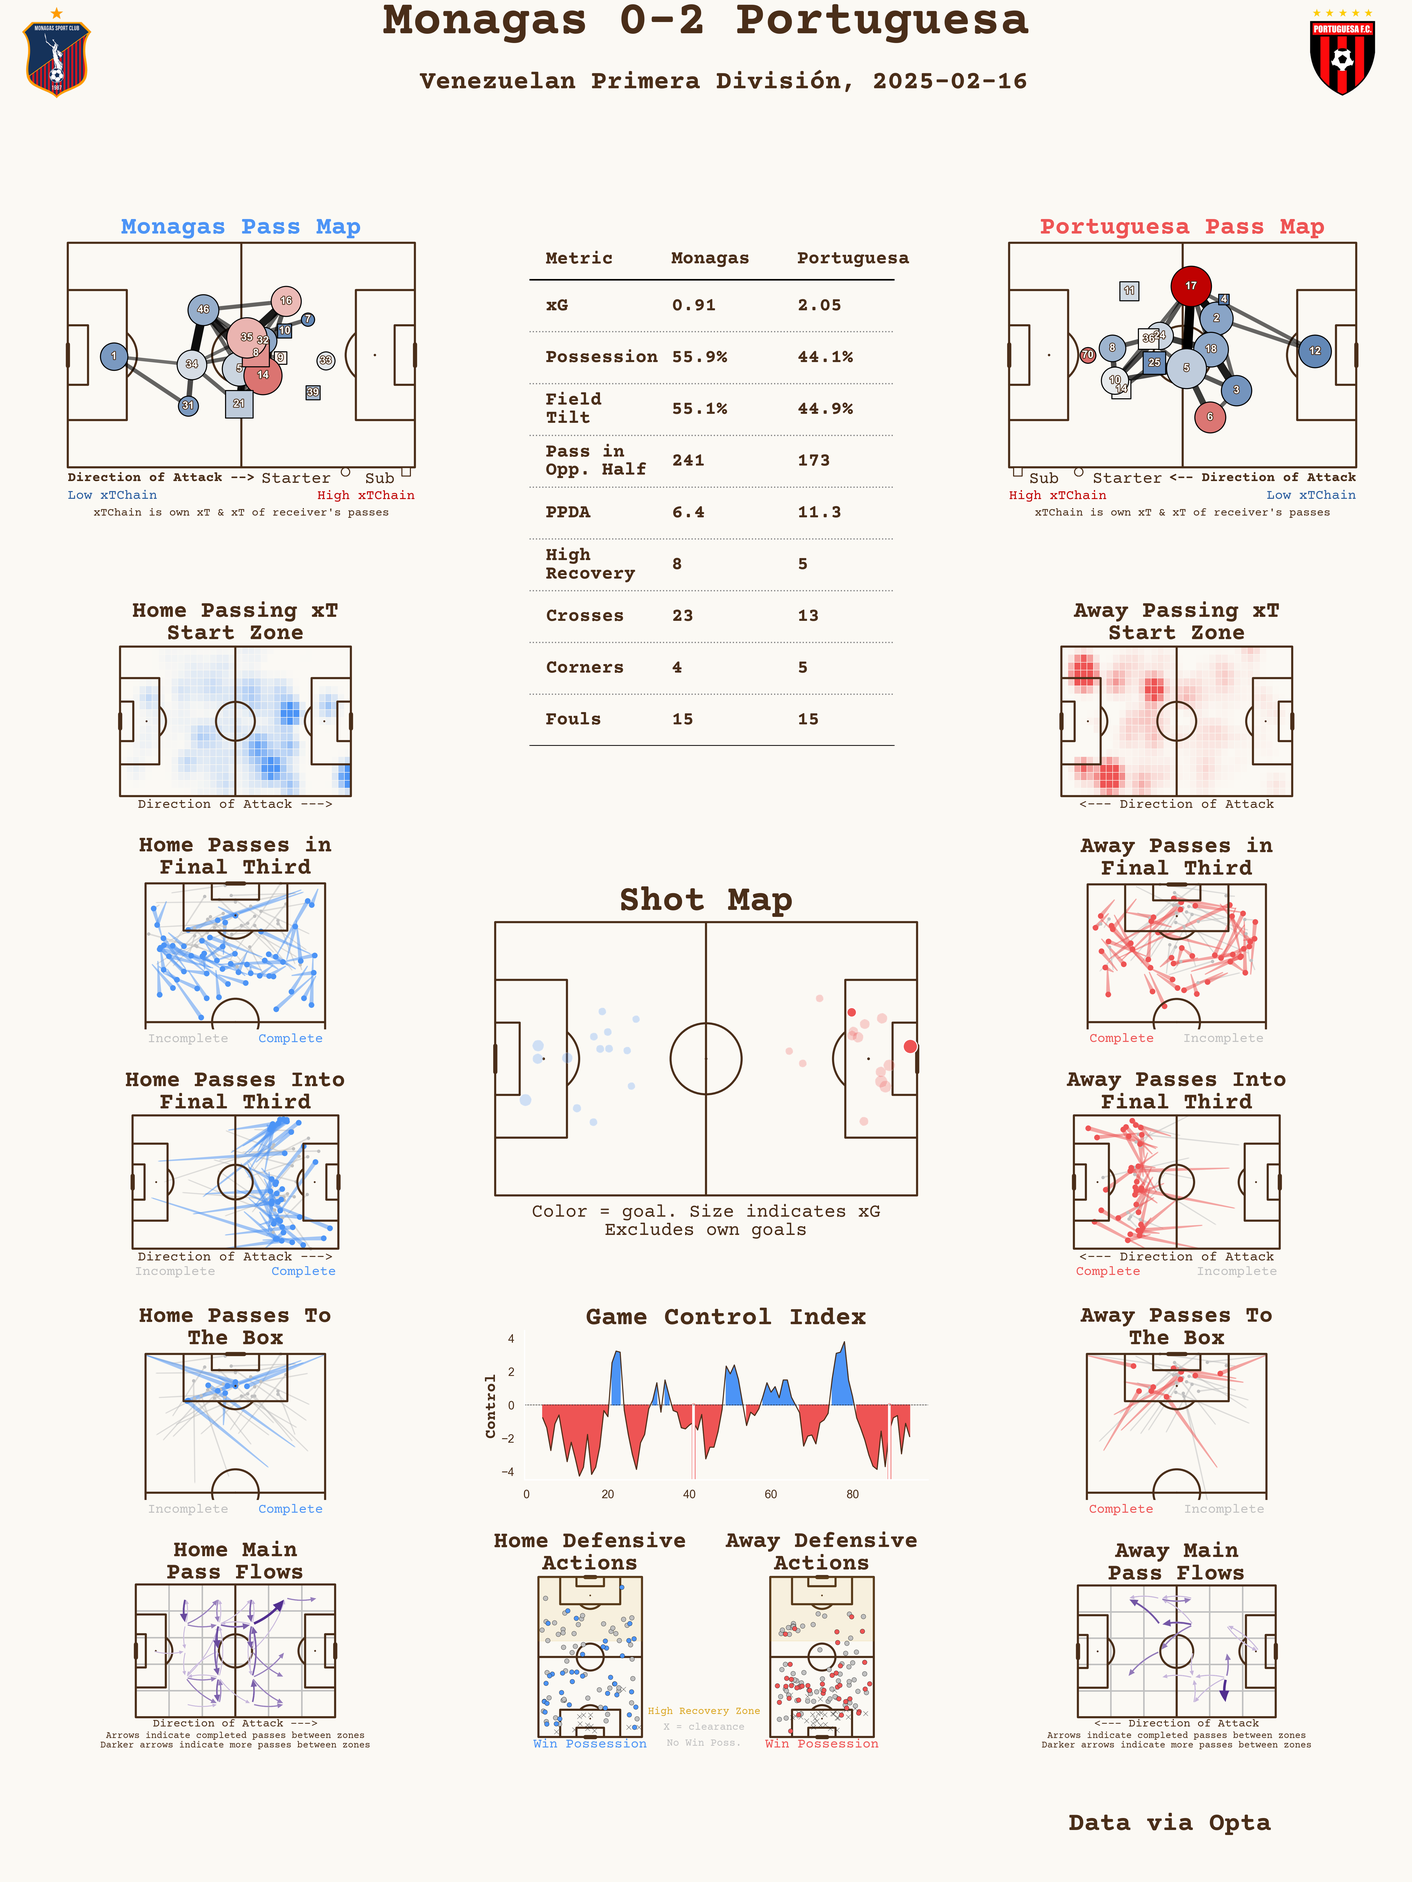 Monagas 0-2 Portuguesa
Venezuelan Primera División, 2025-02-16
MONAGAS SPORT CLUB
1987
PORTUGUESA F.C.
Monagas Pass Map
46
16
7
10
35
32
8
9
1
34
5
14
33
31
21
39
Direction of Attack --> Starter Sub
Low xTChain High xTChain
xTChain is own xT & xT of receiver's passes
Metric Monagas Portuguesa
xG 0.91 2.05
Possession 55.9% 44.1%
Field
Tilt 55.1% 44.9%
Pass in
Opp. Half 241 173
PPDA 6.4 11.3
High
Recovery 8 5
Crosses 23 13
Corners 4 5
Fouls 15 15
Portuguesa Pass Map
17
11
4
2
24
36
8
70
18
12
25
5
10
14
3
6
Sub Starter <-- Direction of Attack
High xTChain Low xTChain
xTChain is own xT & xT of receiver's passes
Home Passing xT
Start Zone
Direction of Attack --->
Away Passing xT
Start Zone
<--- Direction of Attack
Home Passes in
Final Third
Incomplete Complete
Shot Map
Color = goal. Size indicates xG
Excludes own goals
Away Passes in
Final Third
Complete Incomplete
Home Passes Into
Final Third
Direction of Attack --->
Incomplete Complete
Away Passes Into
Final Third
<--- Direction of Attack
Complete Incomplete
Home Passes To
The Box
Incomplete Complete
Game Control Index
Control
4
2
0
−2
−4
0 20 40 60 80
Away Passes To
The Box
Complete Incomplete
Home Main
Pass Flows
Direction of Attack --->
Arrows indicate completed passes between zones
Darker arrows indicate more passes between zones
Home Defensive
Actions
Win Possession
High Recovery Zone
X = clearance
No Win Poss.
Away Defensive
Actions
Win Possession
Away Main
Pass Flows
<--- Direction of Attack
Arrows indicate completed passes between zones
Darker arrows indicate more passes between zones
Data via Opta